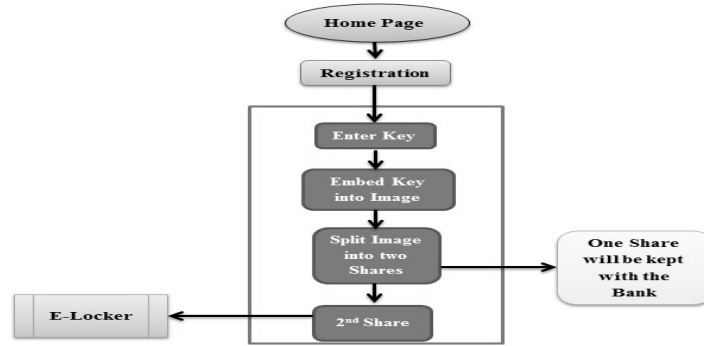 Home Page
Registration
Enter Key
Embed Key
into Image
Split Image
into two
Shares
One Share
will be kept
with the
Bank
2nd Share
E-Locker